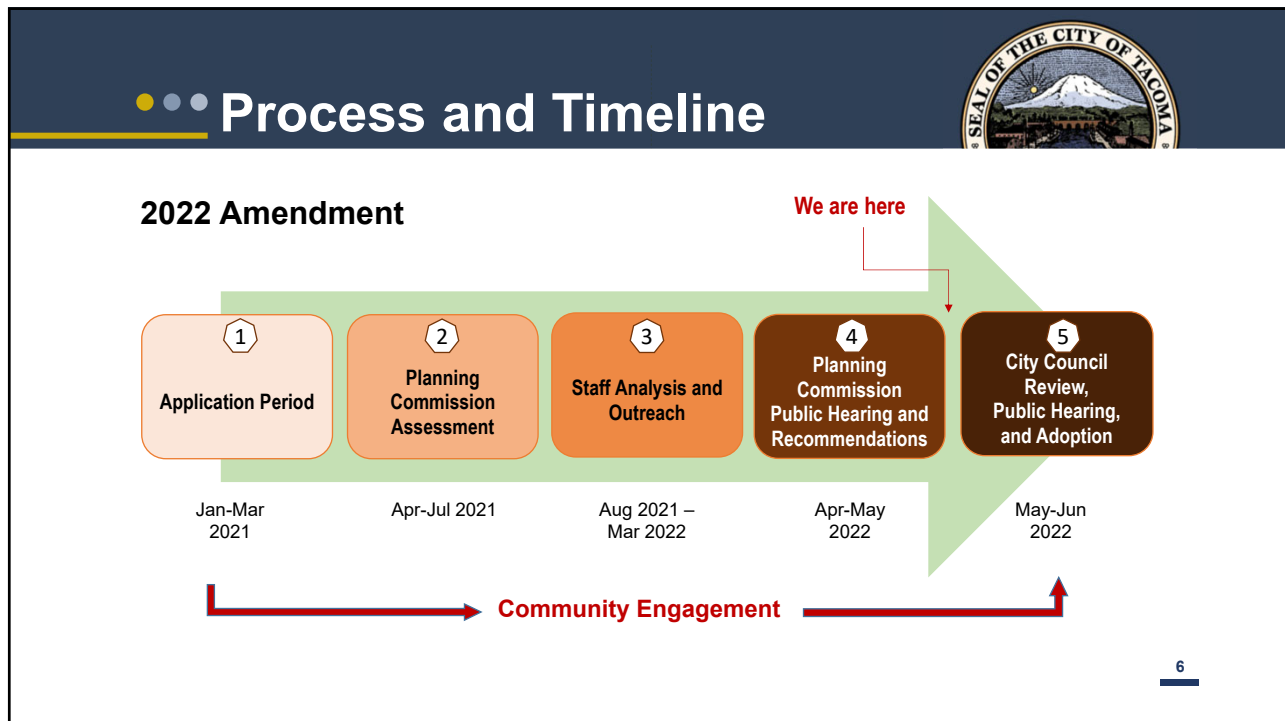 Process and Timeline
SEAL OF THE CITY OF TACOMA
2022 Amendment
We are here
1
Application Period
2
Planning
Commission
Assessment
3
Staff Analysis and
Outreach
4
Planning
Commission
Public Hearing and
Recommendations
5
City Council
Review,
Public Hearing,
and Adoption
Jan-Mar
2021
Apr-Jul 2021
Aug 2021 –
Mar 2022
Apr-May
2022
May-Jun
2022
Community Engagement
6